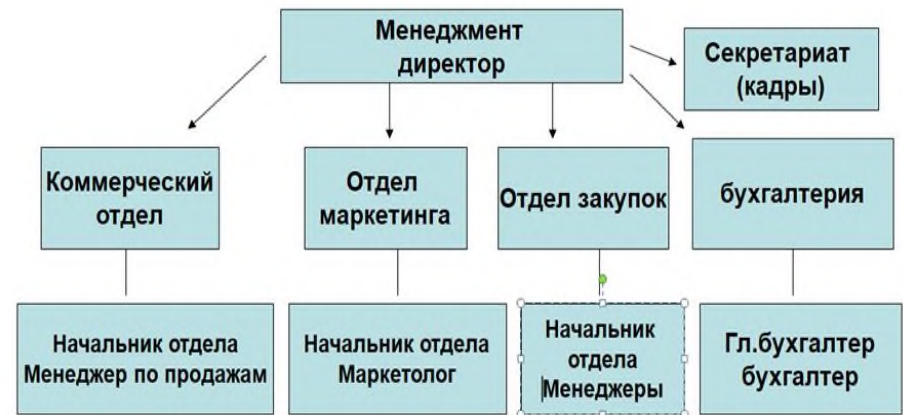 Менеджмент
директор
Секретариат
(кадры)
Коммерческий
отдел
Отдел
маркетинга
Отдел закупок
бухгалтерия
Начальник отдела
Менеджер по продажам
Начальник отдела
Маркетолог
Начальник
отдела
Менеджеры
Гл.бухгалтер
бухгалтер